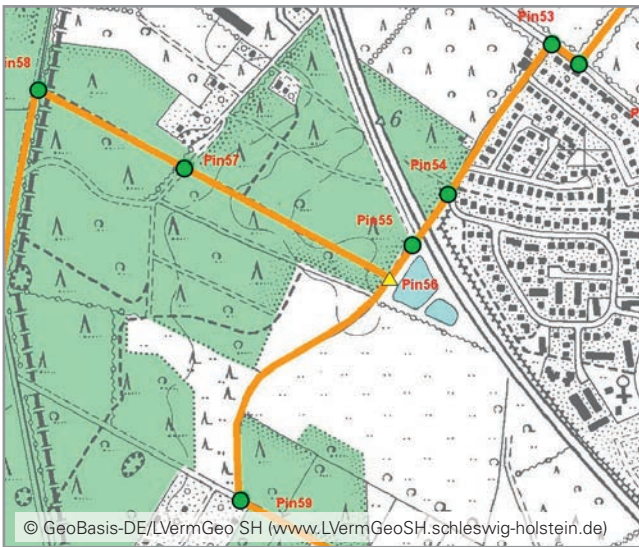 Pin53
in58
6
Pin57
Pin54
Pin55
Pin56
Pin59
© GeoBasis-DE/LVermGeo SH (www.LVermGeoSH.schleswig-holstein.de)